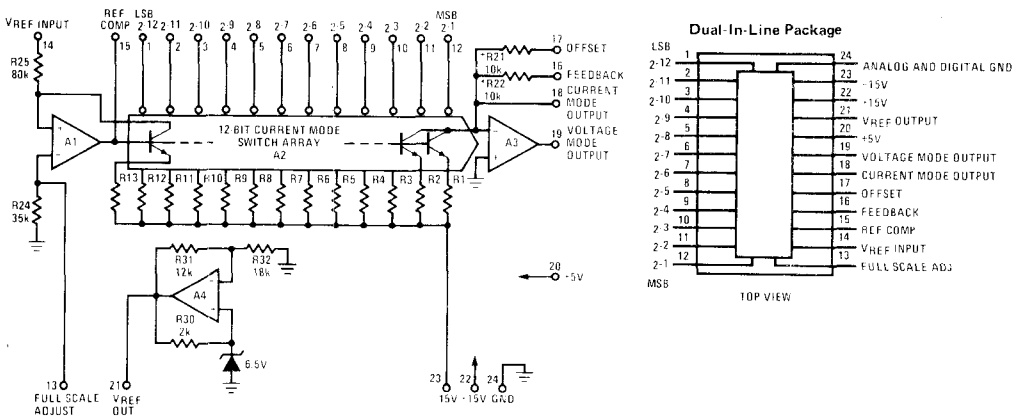 VREF INPUT
14
REF COMP
15
LSB
2-12 2-11 2-10 2-9 2-8 2-7 2-6 2-5 2-4 2-3 2-2
MSB
2-1
1 2 3 4 5 6 7 8 9 10 11 12
R25
80k
A1
R24
35k
12-BIT CURRENT MODE
SWITCH ARRAY
A2
R13 R12 R11 R10 R9 R8 R7 R6 R5 R4 R3 R2 R1
*R21
10k
*R22
10k
17
OFFSET
16
FEEDBACK
18
CURRENT
MODE
OUTPUT
A3
19
VOLTAGE
MODE
OUTPUT
R31
12k
R32
18k
A4
R30
2k
6.5V
20
+5V
13
FULL SCALE
ADJUST
21
VREF
OUT
23 22 24
15V -15V GND
Dual-In-Line Package
LSB
2-12 1
2-11 2
2-10 3
2-9 4
2-8 5
2-7 6
2-6 7
2-5 8
2-4 9
2-3 10
2-2 11
2-1 12
MSB
24 ANALOG AND DIGITAL GND
23 -15V
22 -15V
21 VREF OUTPUT
20 +5V
19 VOLTAGE MODE OUTPUT
18 CURRENT MODE OUTPUT
17 OFFSET
16 FEEDBACK
15 REF COMP
14 VREF INPUT
13 FULL SCALE ADJ
TOP VIEW